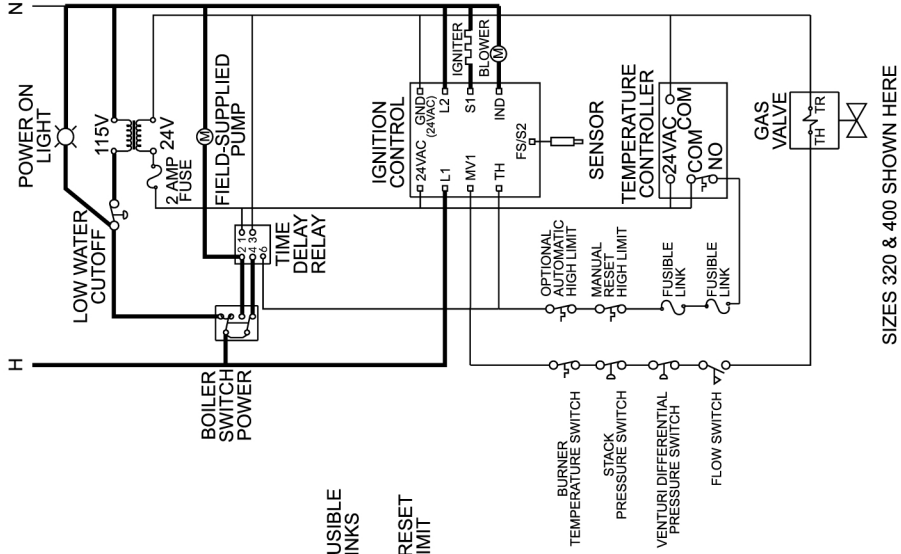 N
H
POWER ON
LIGHT
115V
24V
2 AMP
FUSE
LOW WATER
CUTOFF
FIELD-SUPPLIED
PUMP
M
TIME
DELAY
RELAY
2 1
4 3
6
BOILER
SWITCH
POWER
IGNITION
CONTROL
24VAC
GND
(24VAC)
L1
L2
MV1
S1
TH
IND
FS/S2
IGNITER
BLOWER
M
SENSOR
TEMPERATURE
CONTROLLER
24VAC
COM
COM
NO
GAS
VALVE
TH
TR
OPTIONAL
AUTOMATIC
HIGH LIMIT
MANUAL
RESET
HIGH LIMIT
FUSIBLE
LINK
FUSIBLE
LINK
BURNER
TEMPERATURE SWITCH
STACK
PRESSURE SWITCH
VENTURI DIFFERENTIAL
PRESSURE SWITCH
FLOW SWITCH
USIBLE
INKS
RESET
IMIT
SIZES 320 & 400 SHOWN HERE